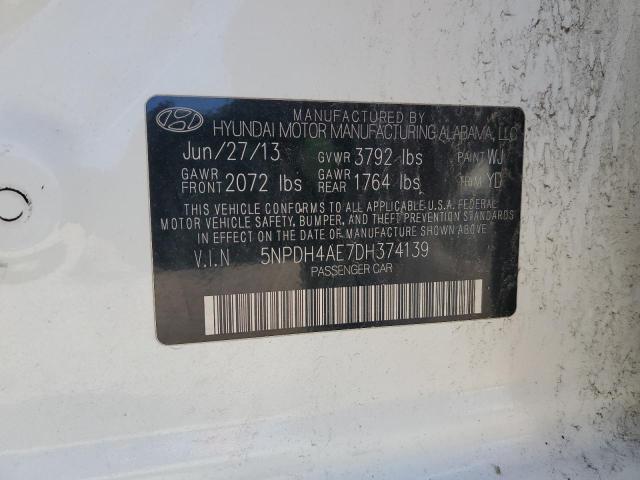 MANUFACTURED BY
HYUNDAI MOTOR MANUFACTURING ALABAMA, LLC
Jun/27/13 GVWR 3792 lbs PAINT WJ
GAWR FRONT 2072 lbs GAWR REAR 1764 lbs TRIM YD
THIS VEHICLE CONFORMS TO ALL APPLICABLE U.S.A. FEDERAL
MOTOR VEHICLE SAFETY, BUMPER, AND THEFT PREVENTION STANDARDS
IN EFFECT ON THE DATE OF MANUFACTURE SHOWN ABOVE.
V.I.N 5NPDH4AE7DH374139
PASSENGER CAR